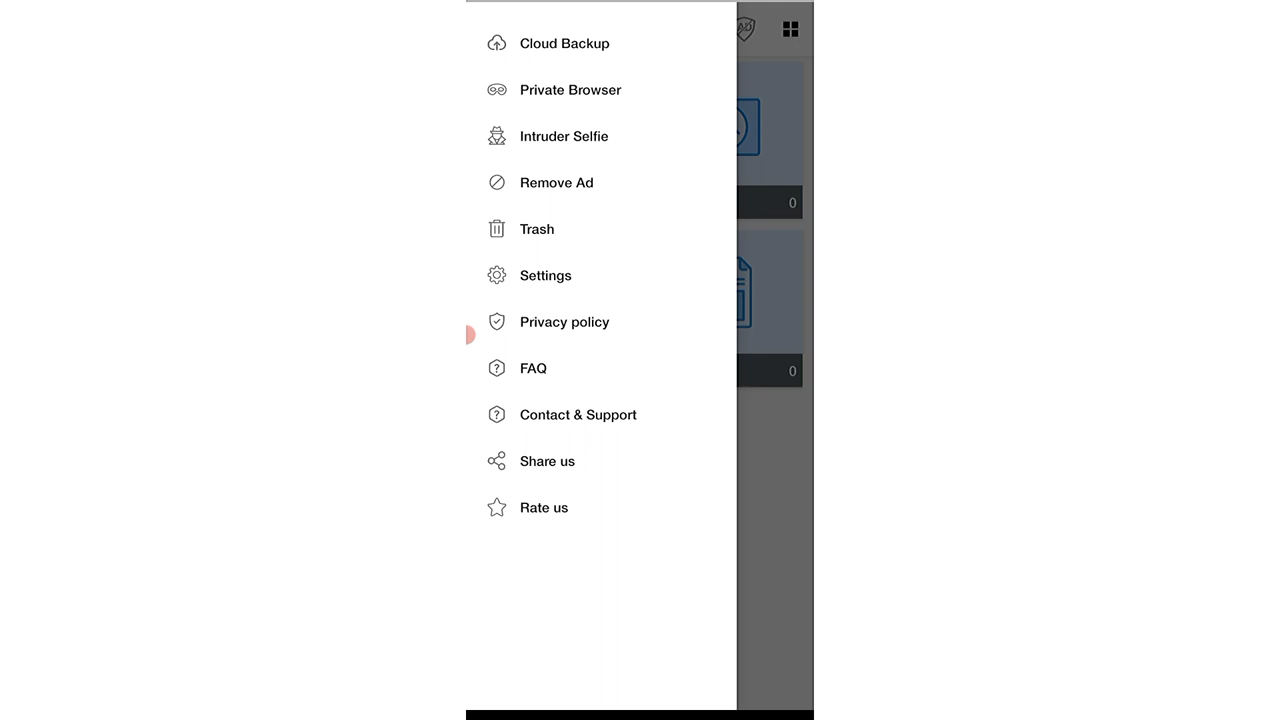 Cloud Backup
Private Browser
Intruder Selfie
Remove Ad
Trash
Settings
Privacy policy
FAQ
Contact & Support
Share us
Rate us
AD
0
0